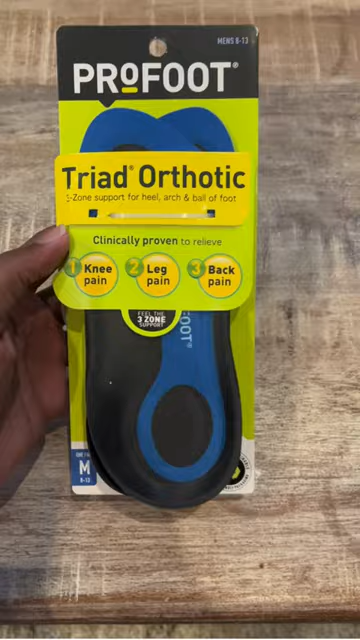 MENS 8-13
PROFOOT®
Triad® Orthotic
3-Zone support for heel, arch & ball of foot
Clinically proven to relieve
1 Knee pain
2 Leg pain
3 Back pain
FEEL THE
3 ZONE
SUPPORT
FOOT
M
8-13